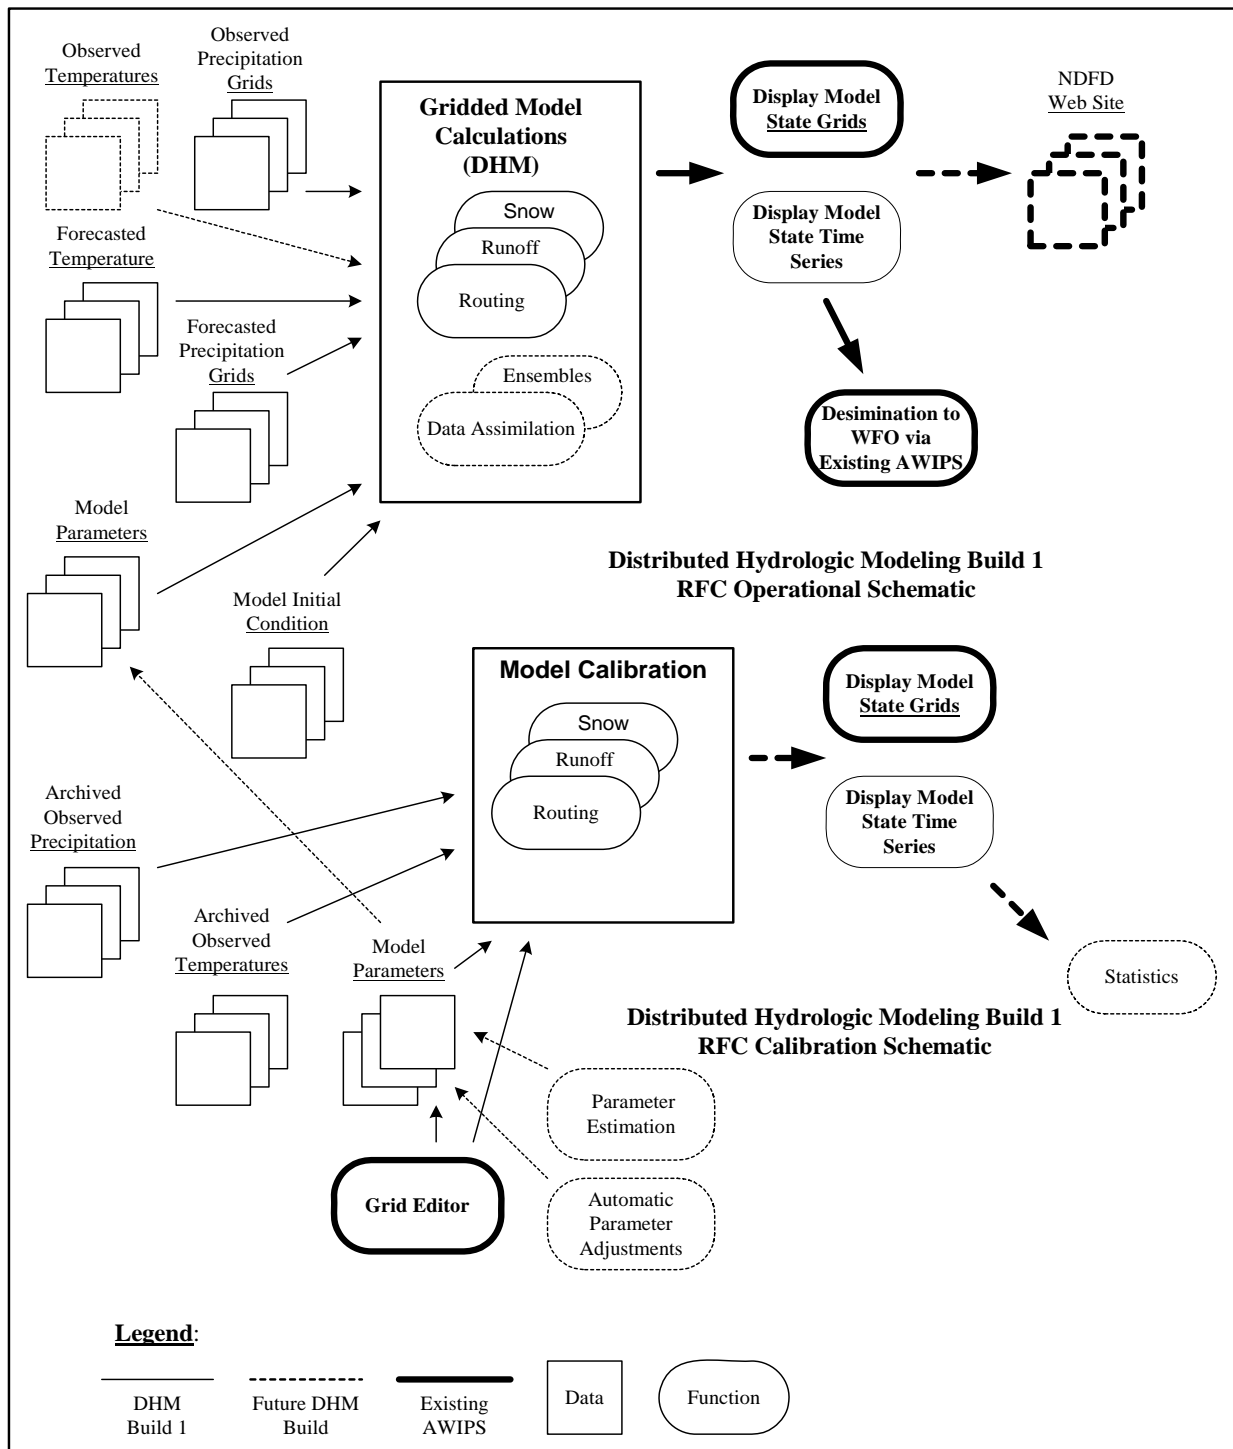 Observed
Temperatures
Observed
Precipitation
Grids
Gridded Model
Calculations
(DHM)
Snow
Runoff
Routing
Ensembles
Data Assimilation
Display Model
State Grids
Display Model
State Time
Series
NDFD
Web Site
Forecasted
Temperature
Forecasted
Precipitation
Grids
Desimination to
WFO via
Existing AWIPS
Model
Parameters
Model Initial
Condition
Distributed Hydrologic Modeling Build 1
RFC Operational Schematic
Model Calibration
Snow
Runoff
Routing
Display Model
State Grids
Display Model
State Time
Series
Archived
Observed
Precipitation
Archived
Observed
Temperatures
Model
Parameters
Statistics
Distributed Hydrologic Modeling Build 1
RFC Calibration Schematic
Parameter
Estimation
Grid Editor
Automatic
Parameter
Adjustments
Legend:
DHM
Build 1
Future DHM
Build
Existing
AWIPS
Data
Function